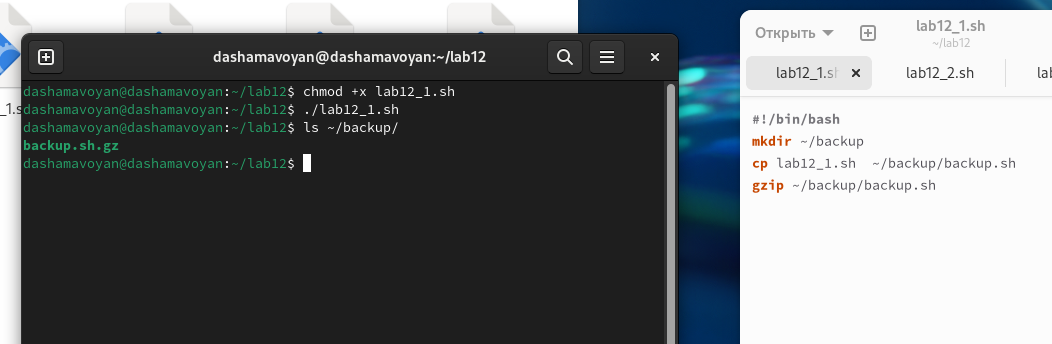 dashamavoyan@dashamavoyan:~/lab12
dashamavoyan@dashamavoyan:~/lab12$ chmod +x lab12_1.sh
dashamavoyan@dashamavoyan:~/lab12$ ./lab12_1.sh
dashamavoyan@dashamavoyan:~/lab12$ ls ~/backup/
backup.sh.gz
dashamavoyan@dashamavoyan:~/lab12$
_1.s
Открыть
lab12_1.sh
~/lab12
lab12_1.sh
lab12_2.sh
la
#!/bin/bash
mkdir ~/backup
cp lab12_1.sh  ~/backup/backup.sh
gzip ~/backup/backup.sh